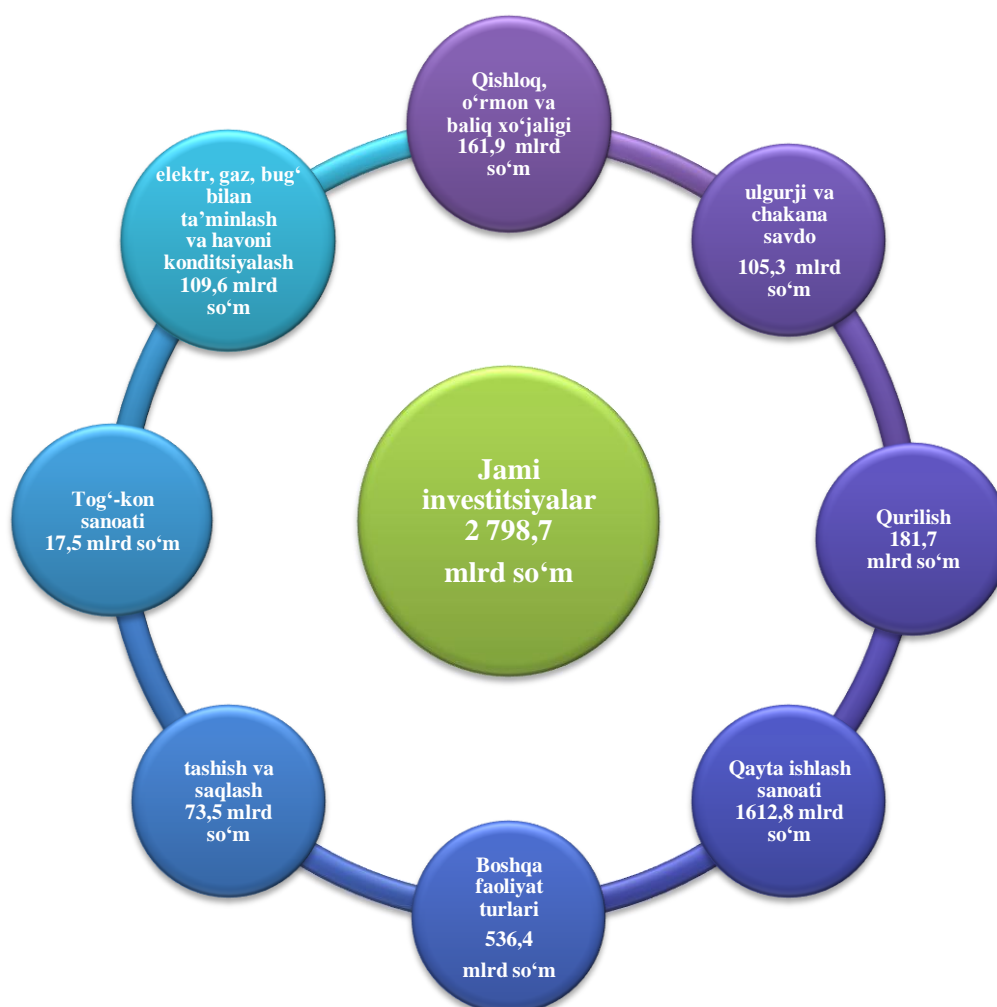 Qishloq,
o‘rmon va
baliq xo‘jaligi
161,9 mlrd
so‘m
ulgurji va
chakana
savdo
105,3 mlrd
so‘m
Qurilish
181,7
mlrd so‘m
Qayta ishlash
sanoati
1612,8 mlrd
so‘m
Boshqa
faoliyat
turlari
536,4
mlrd so‘m
tashish va
saqlash
73,5 mlrd
so‘m
Tog‘-kon
sanoati
17,5 mlrd so‘m
elektr, gaz, bug‘
bilan
ta’minlash
va havoni
konditsiyalash
109,6 mlrd
so‘m
Jami
investitsiyalar
2 798,7
mlrd so‘m